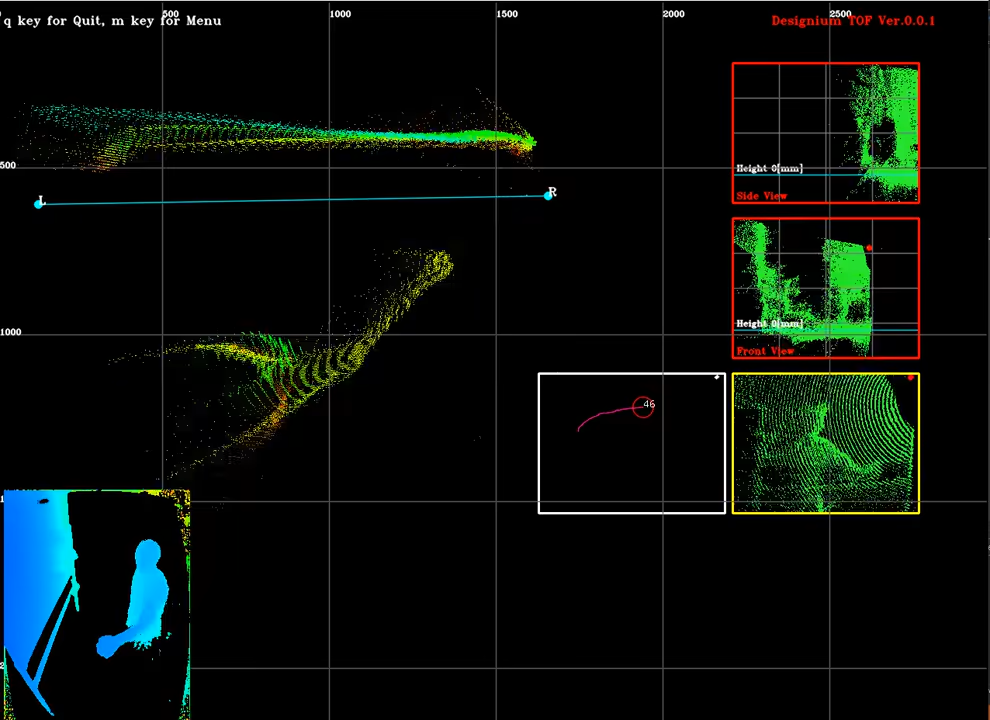 q key for Quit, m key for Menu
500
1000
1500
2000
2500
Designium TOF Ver.0.0.1
500
L
R
Height 0[mm]
Side View
1000
Height 0[mm]
Front View
46